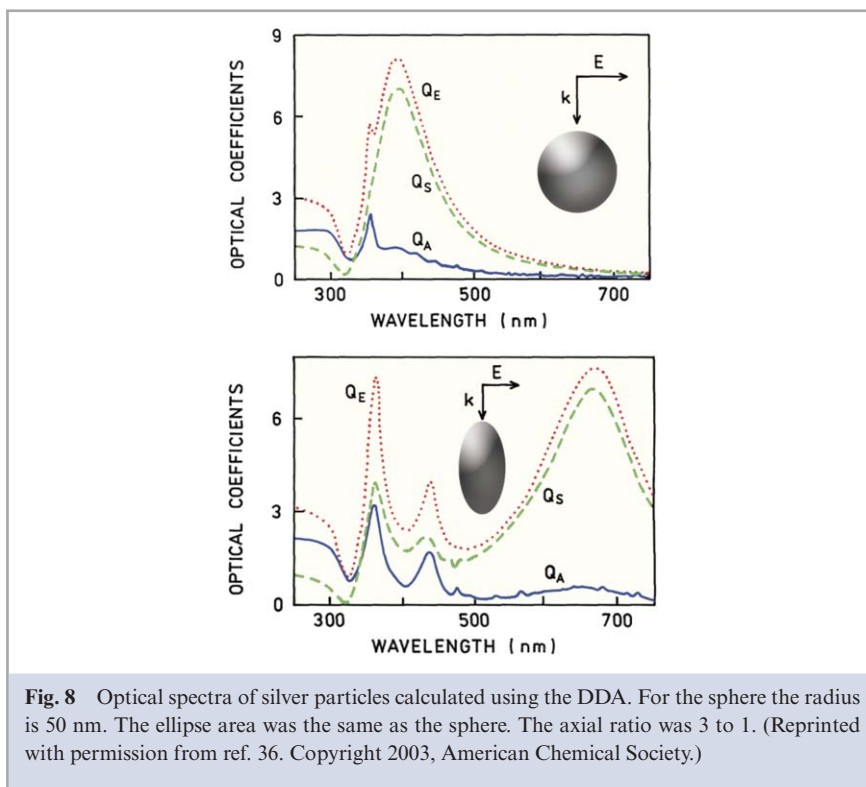 9
6
3
0
OPTICAL COEFFICIENTS
Q_E
Q_S
Q_A
E
k
300 500 700
WAVELENGTH (nm)
6
3
0
OPTICAL COEFFICIENTS
Q_E
E
k
Q_S
Q_A
300 500 700
WAVELENGTH (nm)
Fig. 8 Optical spectra of silver particles calculated using the DDA. For the sphere the radius
is 50 nm. The ellipse area was the same as the sphere. The axial ratio was 3 to 1. (Reprinted
with permission from ref. 36. Copyright 2003, American Chemical Society.)